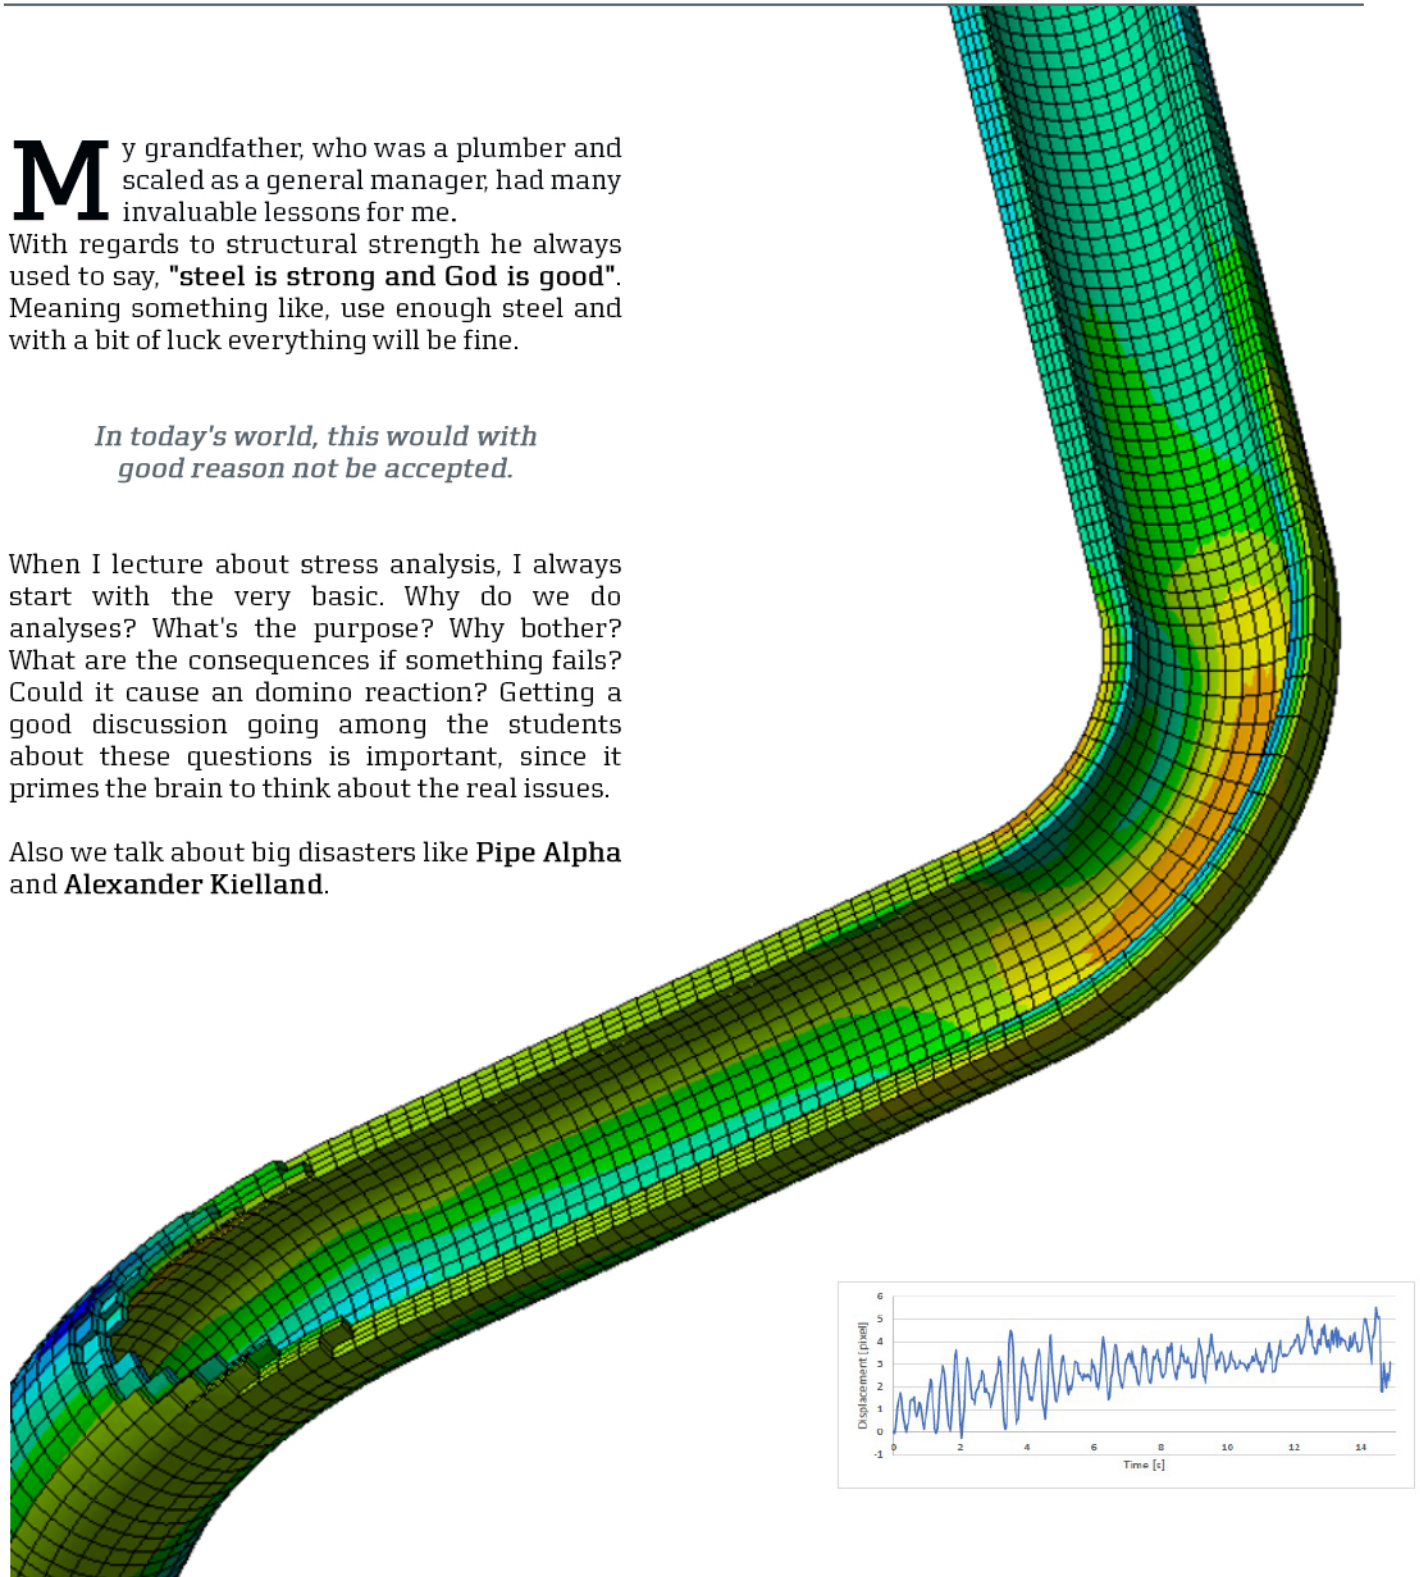 My grandfather, who was a plumber and
scaled as a general manager, had many
invaluable lessons for me.
With regards to structural strength he always
used to say, "steel is strong and God is good".
Meaning something like, use enough steel and
with a bit of luck everything will be fine.
In today's world, this would with
good reason not be accepted.
When I lecture about stress analysis, I always
start with the very basic. Why do we do
analyses? What's the purpose? Why bother?
What are the consequences if something fails?
Could it cause an domino reaction? Getting a
good discussion going among the students
about these questions is important, since it
primes the brain to think about the real issues.
Also we talk about big disasters like Pipe Alpha
and Alexander Kielland.
Displacement [pixel]
6
5
4
3
2
1
0
-1
0 2 4 6 8 10 12 14
Time [s]